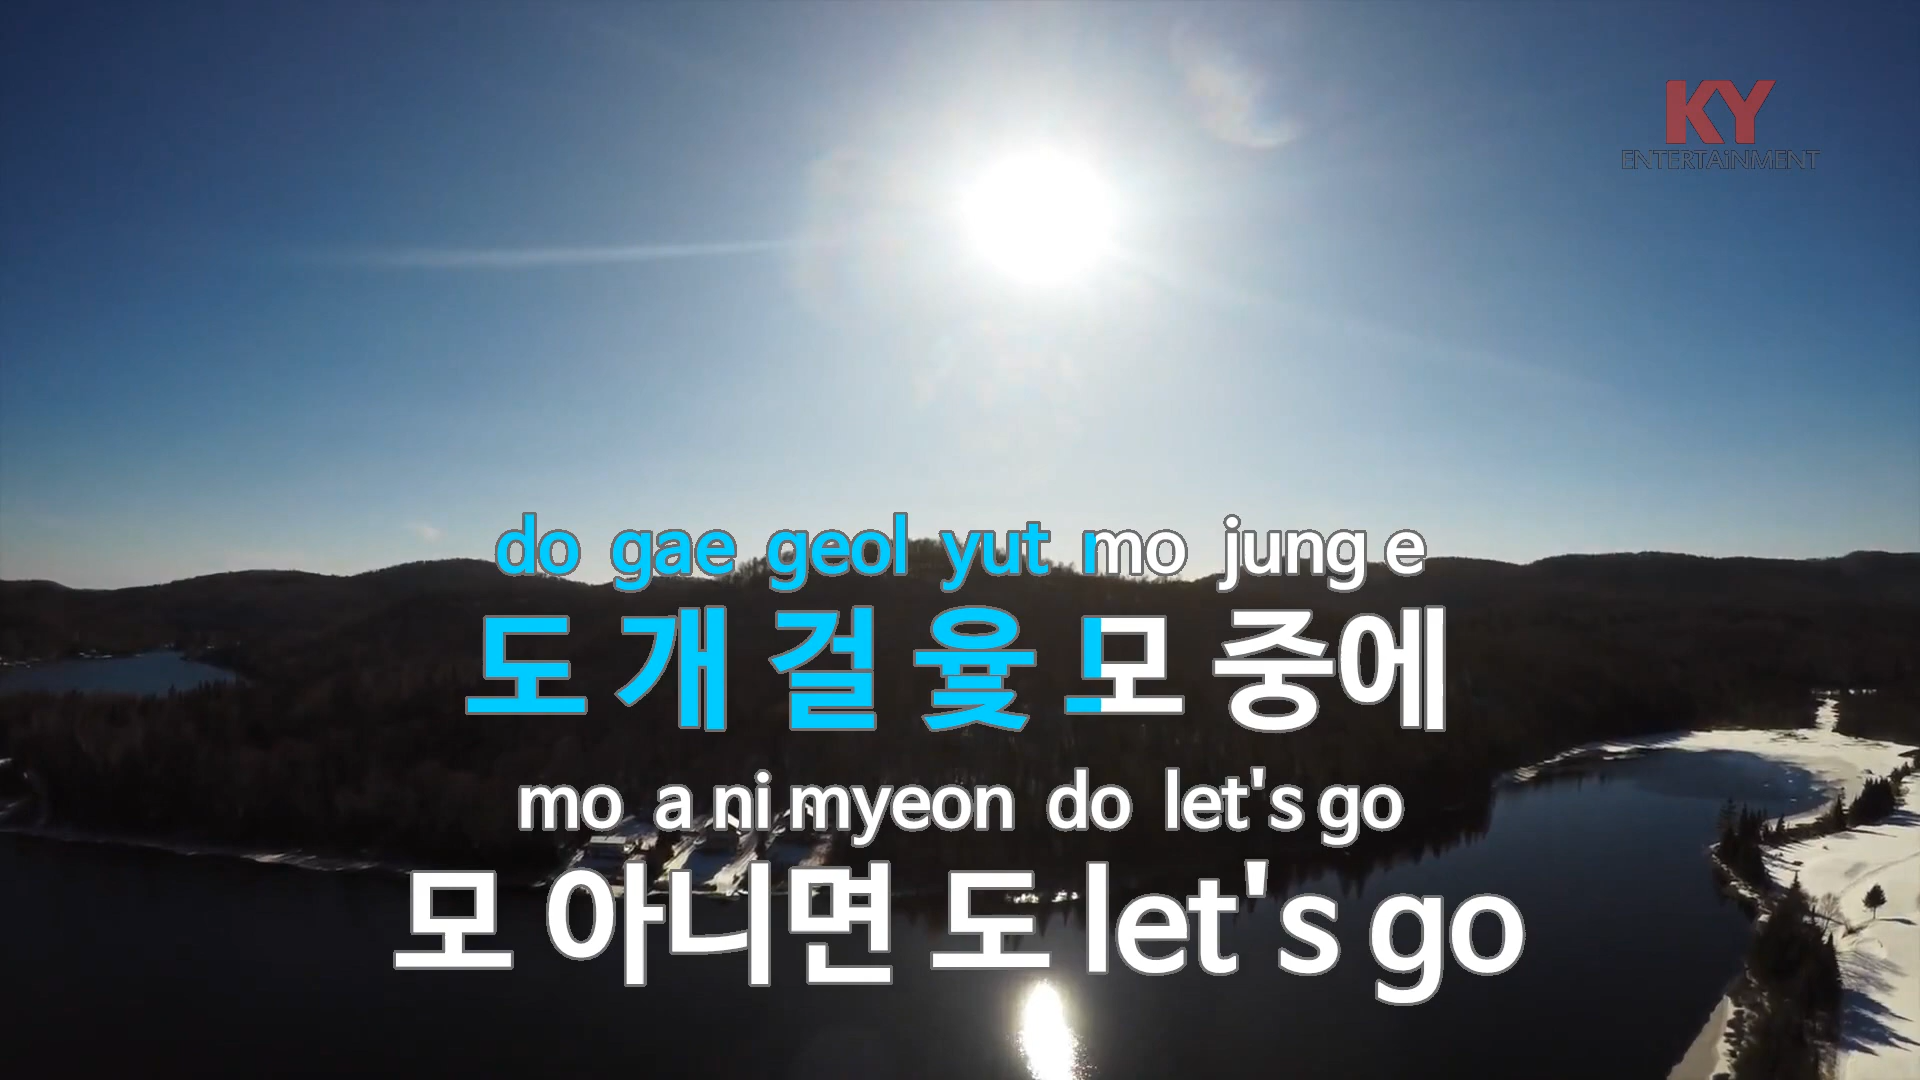 KY
ENTERTAiNMENT
do gae geol yut mo jung e
도 개 걸 윷 모 중에
mo a ni myeon do let's go
모 아니면 도 let's go